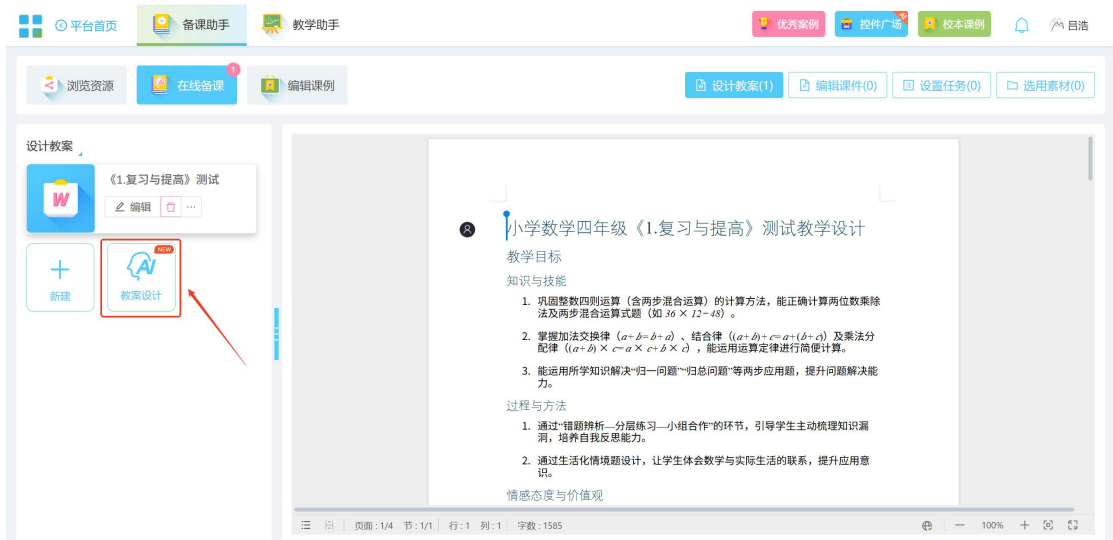 平台首页 备课助手 教学助手 优秀案例 控件广场 AI 校本课例 吕浩
浏览资源 在线备课 1 编辑课例 设计教案(1) 编辑课件(0) 设置任务(0) 选用素材(0)
设计教案
W
《1.复习与提高》测试
编辑 ...
新建
NEW
AI
教案设计
小学数学四年级《1.复习与提高》测试教学设计
教学目标
知识与技能
1. 巩固整数四则运算（含两步混合运算）的计算方法，能正确计算两位数乘除
法及两步混合运算式题（如 36 × 12−48）。
2. 掌握加法交换律（a+b=b+a）、结合律（(a+b)+c=a+(b+c)）及乘法分
配律（(a+b) × c=a × c+b × c），能运用运算定律进行简便计算。
3. 能运用所学知识解决“归一问题”“归总问题”等两步应用题，提升问题解决能
力。
过程与方法
1. 通过“错题辨析—分层练习—小组合作”的环节，引导学生主动梳理知识漏
洞，培养自我反思能力。
2. 通过生活化情境题设计，让学生体会数学与实际生活的联系，提升应用意
识。
情感态度与价值观
页面：1/4 节：1/1 行：1 列：1 字数：1585 100%